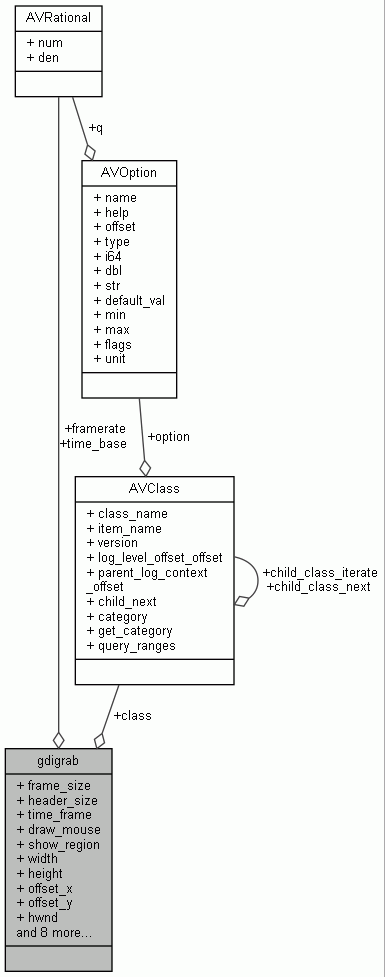 AVRational
+ num
+ den
+q
AVOption
+ name
+ help
+ offset
+ type
+ i64
+ dbl
+ str
+ default_val
+ min
+ max
+ flags
+ unit
+framerate
+time_base
+option
AVClass
+ class_name
+ item_name
+ version
+ log_level_offset_offset
+ parent_log_context
_offset
+ child_next
+ category
+ get_category
+ query_ranges
+child_class_iterate
+child_class_next
+class
gdigrab
+ frame_size
+ header_size
+ time_frame
+ draw_mouse
+ show_region
+ width
+ height
+ offset_x
+ offset_y
+ hwnd
and 8 more...